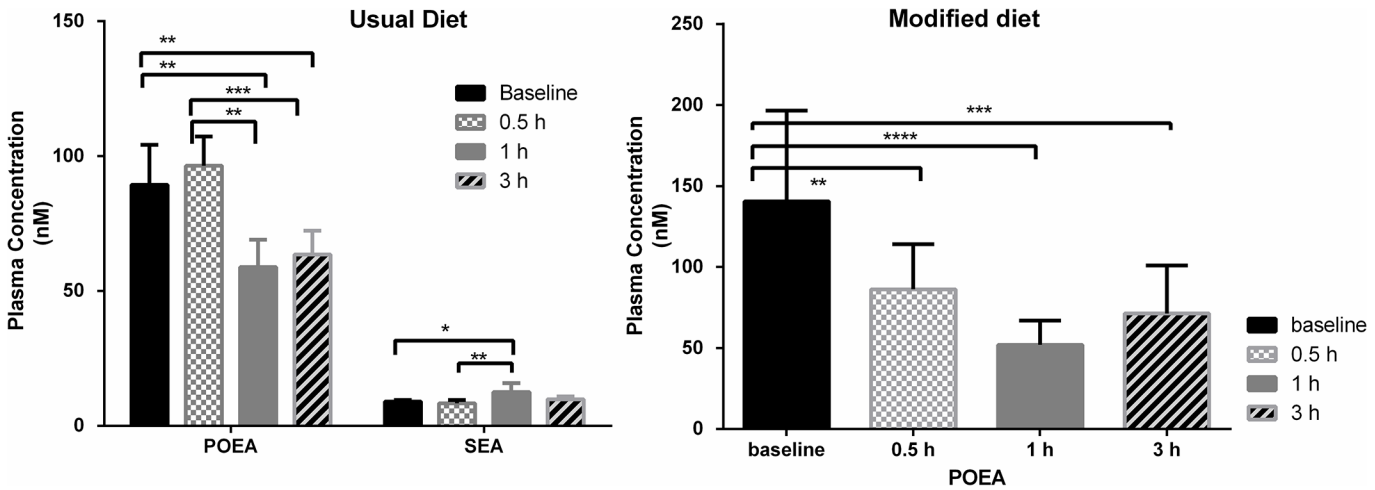 Usual Diet
150
100
50
0
Plasma Concentration
(nM)
**
**
***
**
*
**
Baseline
0.5 h
1 h
3 h
POEA
SEA
Modified diet
250
200
150
100
50
0
Plasma Concentration
(nM)
***
****
**
baseline
0.5 h
1 h
3 h
baseline 0.5 h 1 h 3 h
POEA